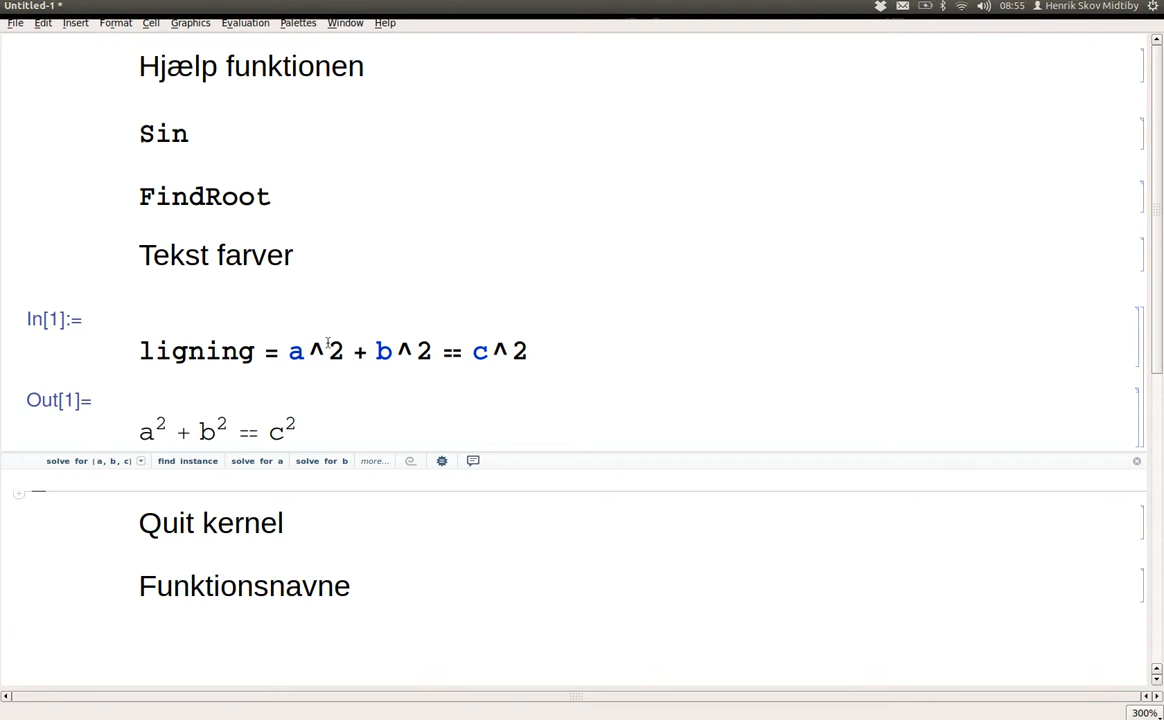 Untitled-1 *
08:55 Henrik Skov Midtiby
File Edit Insert Format Cell Graphics Evaluation Palettes Window Help
Hjælp funktionen
Sin
FindRoot
Tekst farver
In[1]:=
ligning = a^2 + b^2 == c^2
Out[1]=
a² + b² == c²
solve for {a, b, c} find instance solve for a solve for b more...
Quit kernel
Funktionsnavne
300%